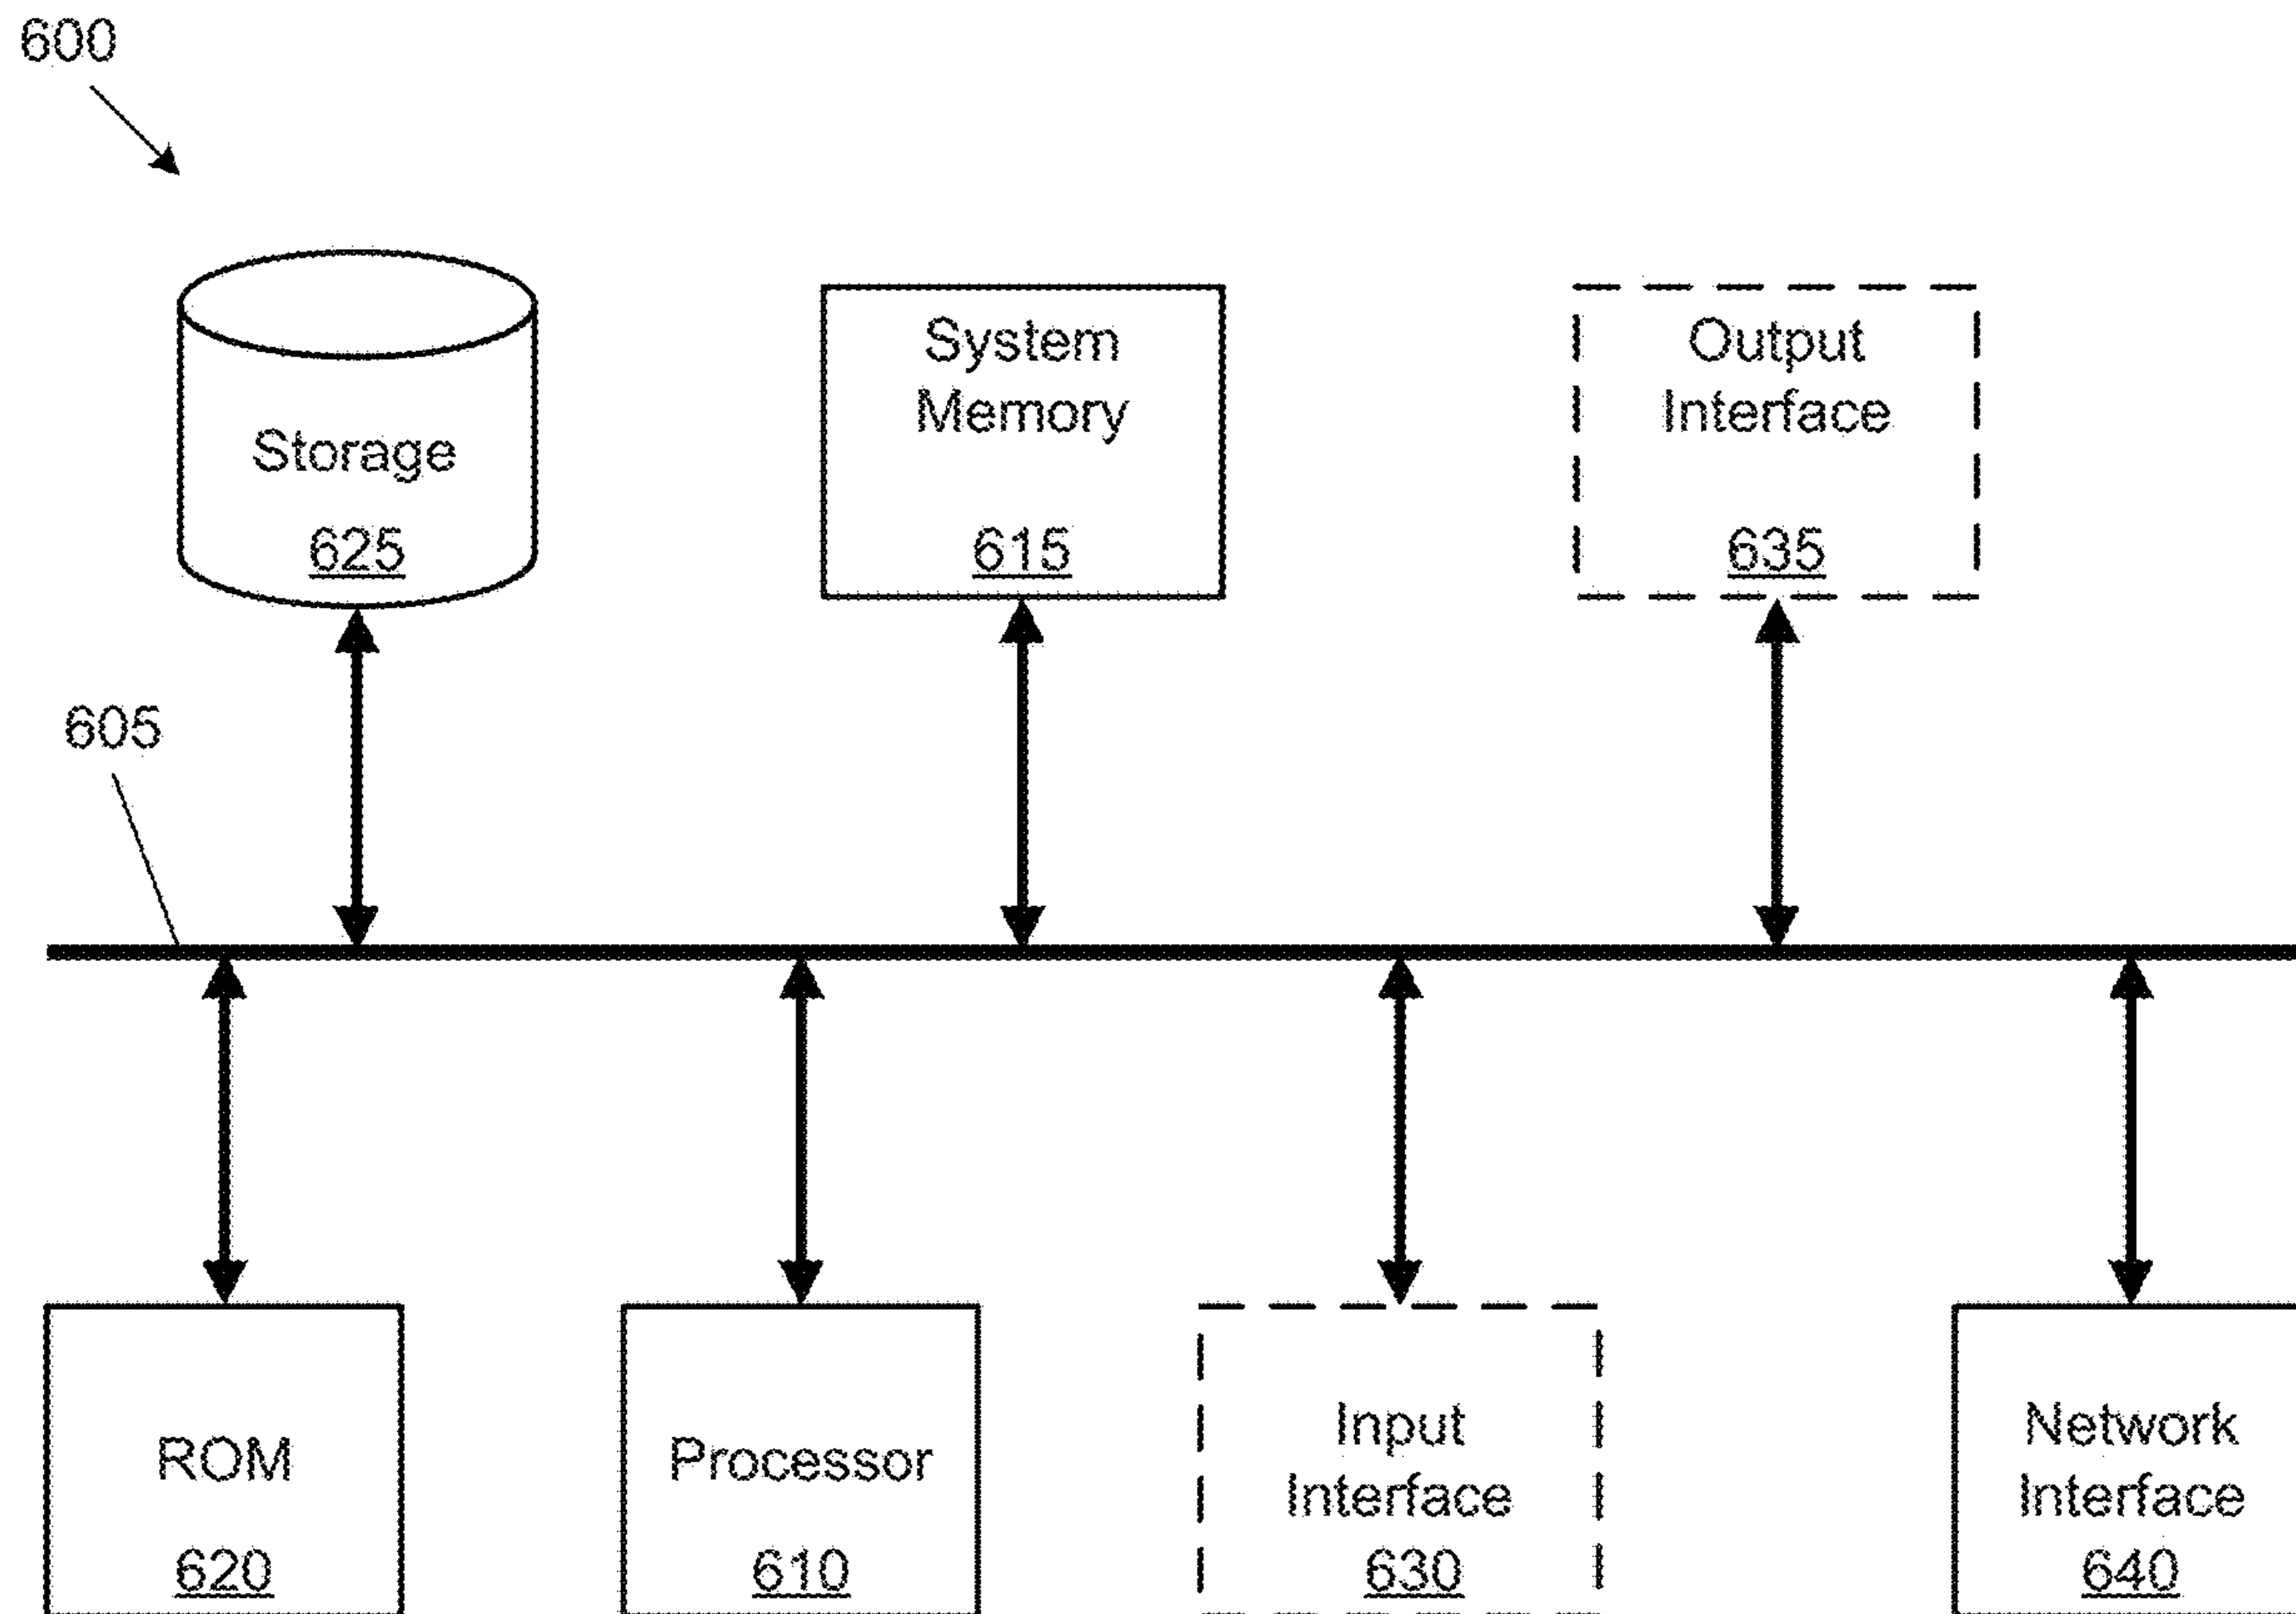 600
Storage
625
System
Memory
615
Output
Interface
635
605
ROM
620
Processor
610
Input
Interface
630
Network
Interface
640